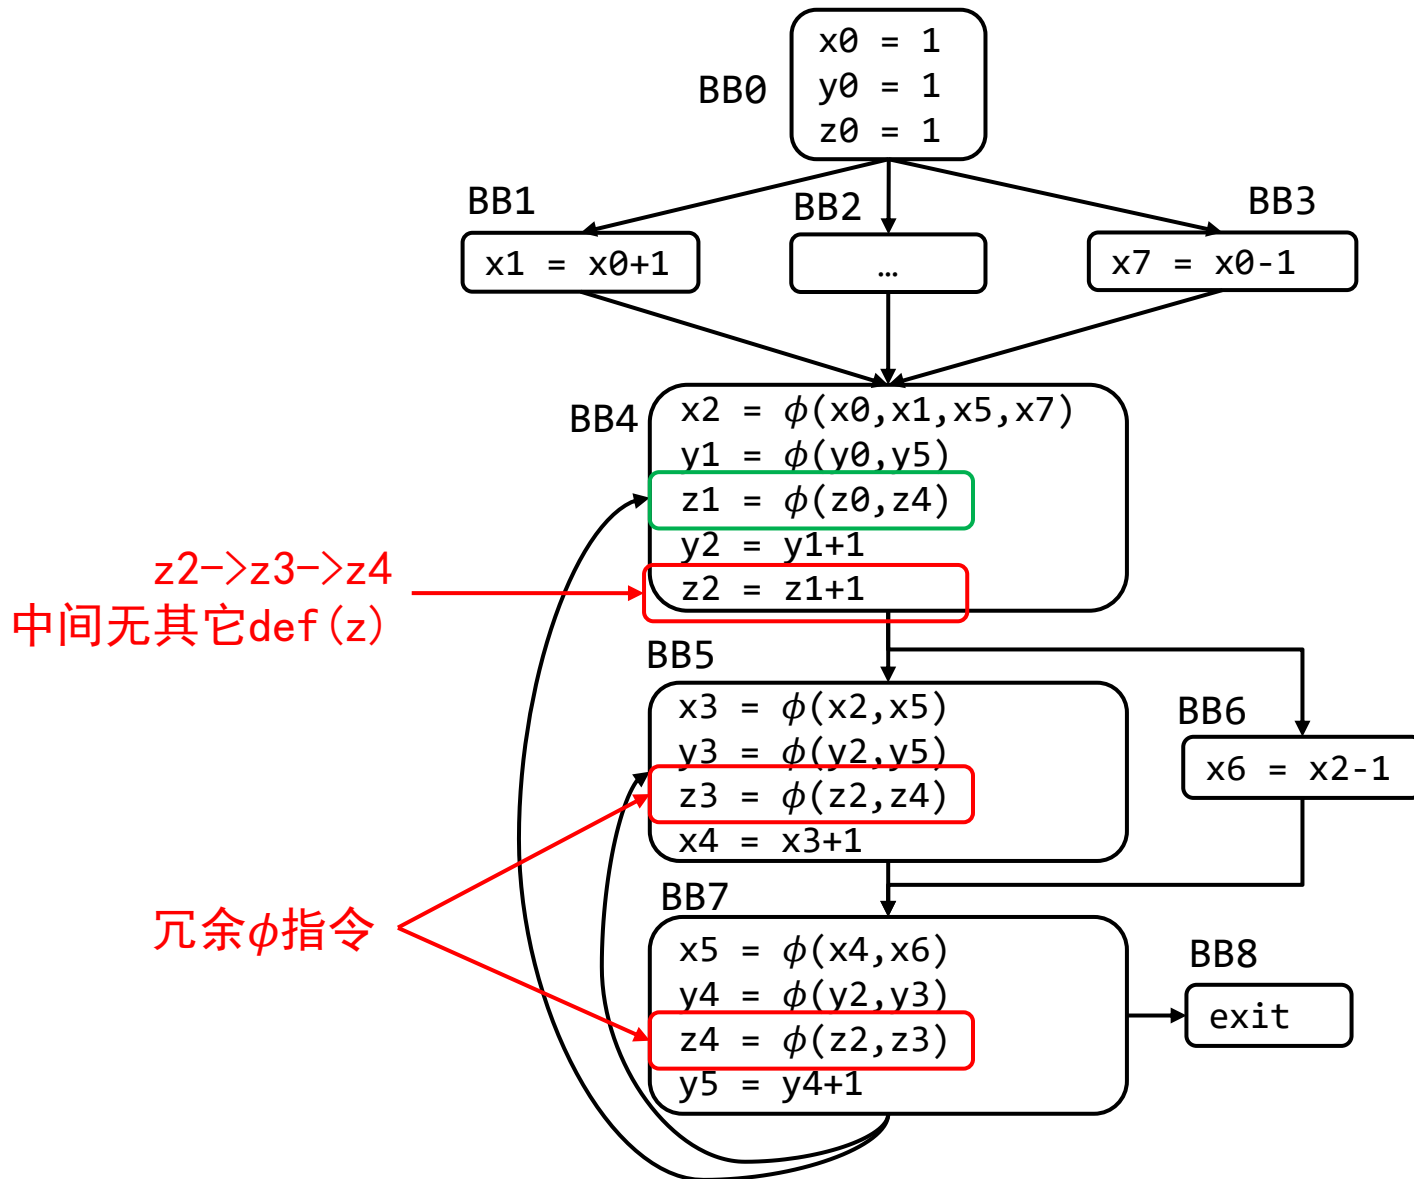 x0 = 1
BB0
y0 = 1
z0 = 1
BB1
BB2
BB3
x1 = x0+1
…
x7 = x0-1
BB4
x2 = ϕ(x0,x1,x5,x7)
y1 = ϕ(y0,y5)
z1 = ϕ(z0,z4)
y2 = y1+1
z2 = z1+1
z2->z3->z4
中间无其它def(z)
BB5
x3 = ϕ(x2,x5)
y3 = ϕ(y2,y5)
z3 = ϕ(z2,z4)
x4 = x3+1
BB6
x6 = x2-1
冗余ϕ指令
BB7
x5 = ϕ(x4,x6)
y4 = ϕ(y2,y3)
z4 = ϕ(z2,z3)
y5 = y4+1
BB8
exit